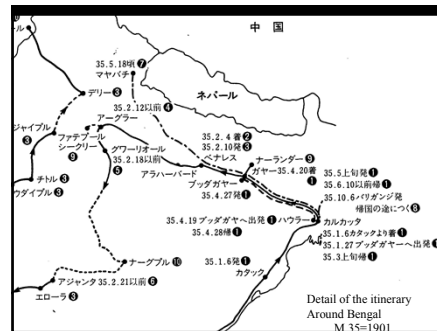 中 国
ール
35.5.18頃❼
マヤバチ
ネパール
デリー❸
35.2.12以前❹
アーグラー
ジャイプル
❸
ファテプール
シークリー
❾
グワーリオール
35.2.18以前
❺
35.2.4着❷
35.2.10発❸
ベナレス
ナーランダー❾
ガヤー35.4.20着
❶
アラハーバード
ブッダガヤー
35.4.27発❶
チトル❸
ウダイプル❸
35.5上旬発❶
35.6.10以前帰❶
35.10.6バリガンジ発
帰国の途につく❽
35.4.19ブッダガヤへ出発❶
35.4.28帰❶
ハウラー
カルカッタ
35.1.6カタックより着❶
35.1.27ブッダガヤーへ出発❶
35.3上旬帰❶
35.1.6発❶
カタック
ナーグプル❿
アジャンタ35.2.21以前❻
エローラ❸
Detail of the itinerary
Around Bengal
M 35=1901